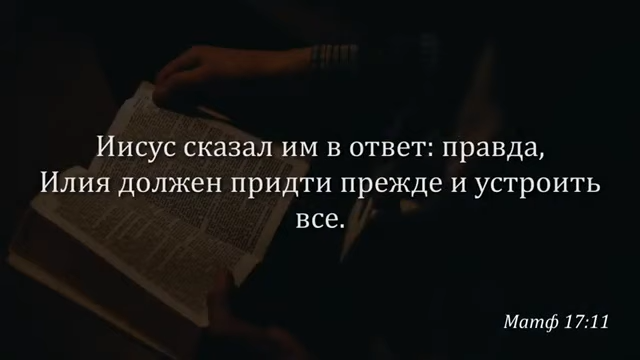 Иисус сказал им в ответ: правда,
Илия должен придти прежде и устроить
все.
Матф 17:11